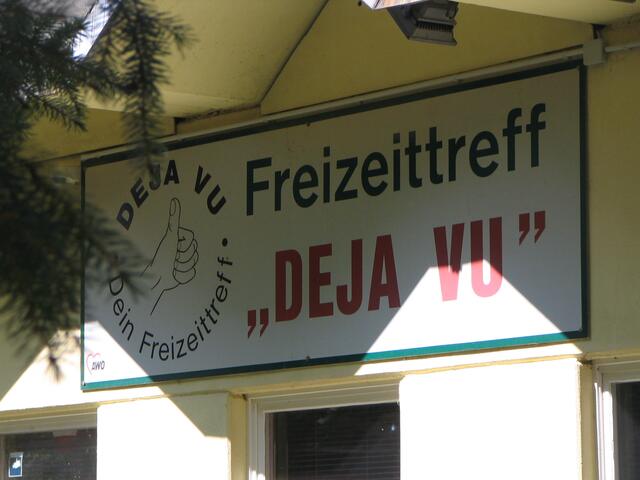 DEJA VU
• Dein Freizeittreff •
Freizeittreff
„DEJA VU”
AWO